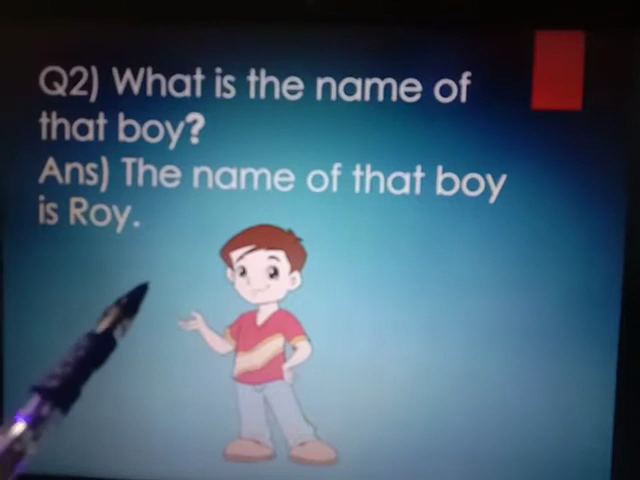 Q2) What is the name of
that boy?
Ans) The name of that boy
is Roy.